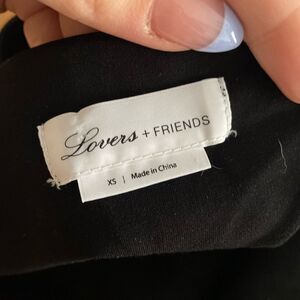 Lovers + FRIENDS
XS | Made in China